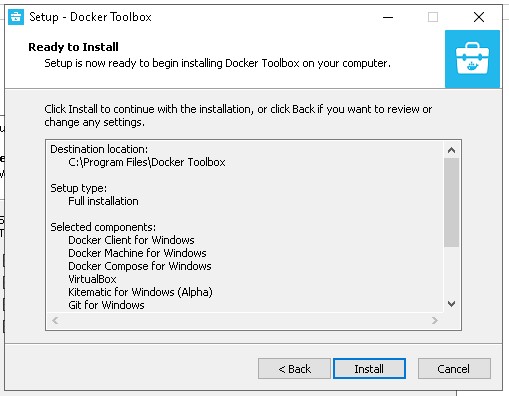 Setup - Docker Toolbox
Ready to Install
Setup is now ready to begin installing Docker Toolbox on your computer.
Click Install to continue with the installation, or click Back if you want to review or
change any settings.
Destination location:
C:\Program Files\Docker Toolbox
Setup type:
Full installation
Selected components:
Docker Client for Windows
Docker Machine for Windows
Docker Compose for Windows
VirtualBox
Kitematic for Windows (Alpha)
Git for Windows
< Back
Install
Cancel